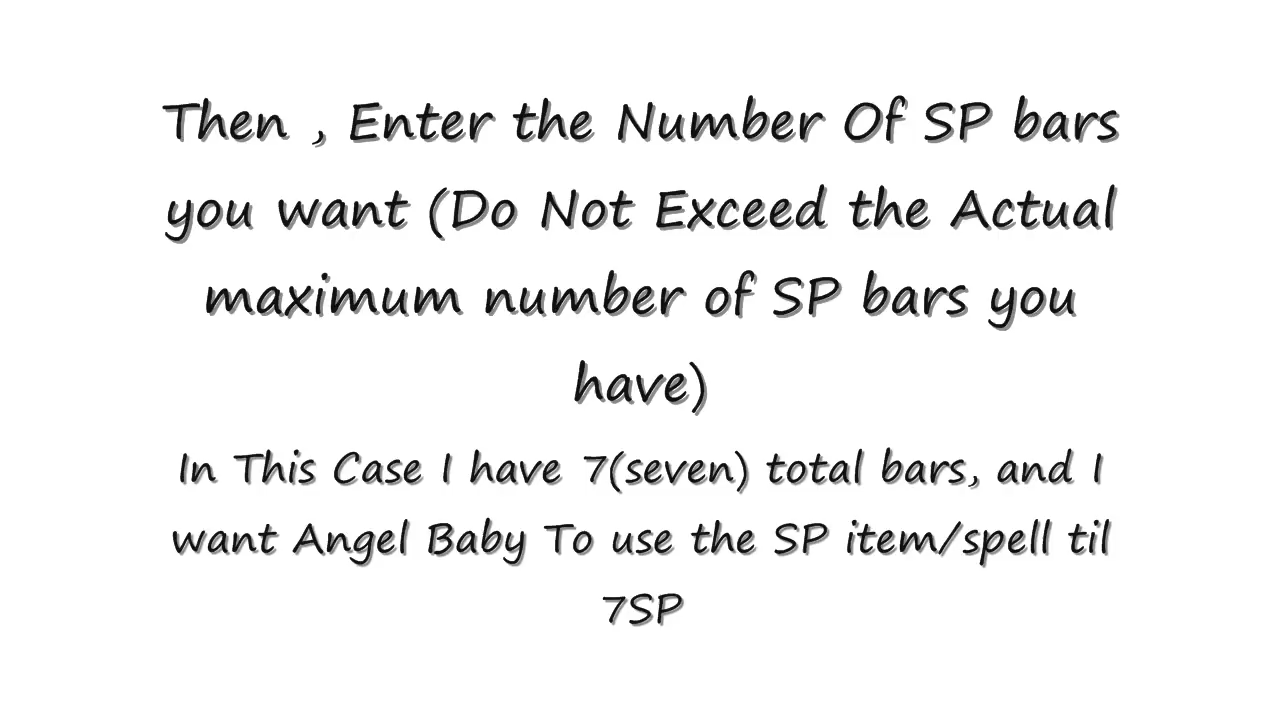 Then , Enter the Number Of SP bars
you want (Do Not Exceed the Actual
maximum number of SP bars you
have)
In This Case I have 7(seven) total bars, and I
want Angel Baby To use the SP item/spell til
7SP